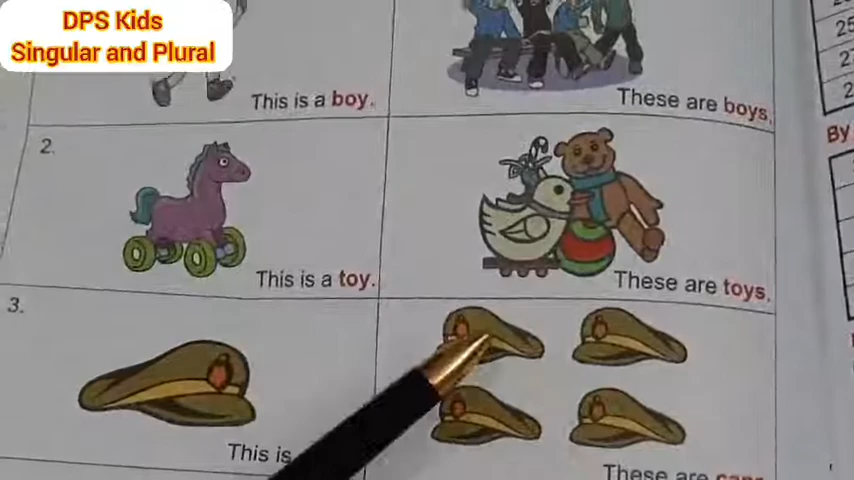 DPS Kids
Singular and Plural
This is a boy.
These are boys.
2.
This is a toy.
These are toys.
3.
This is
These are caps
By